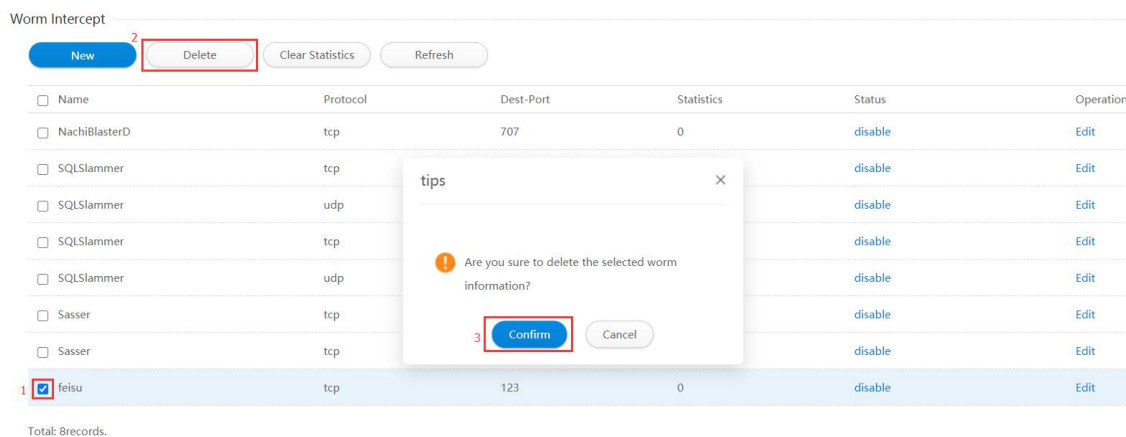 Worm Intercept
2
New Delete Clear Statistics Refresh
Name Protocol Dest-Port Statistics Status Operation
NachiBlasterD tcp 707 0 disable Edit
SQLSlammer tcp disable Edit
tips
SQLSlammer udp disable Edit
SQLSlammer tcp disable Edit
Are you sure to delete the selected worm
SQLSlammer udp disable Edit
information?
Sasser tcp disable Edit
3 Confirm Cancel
Sasser tcp disable Edit
1 feisu tcp 123 0 disable Edit
Total: 8records.